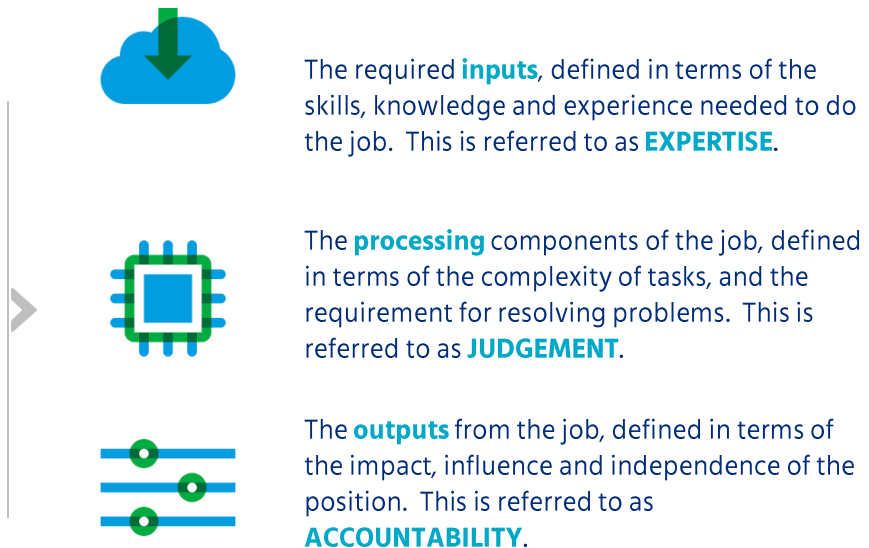 The required inputs, defined in terms of the
skills, knowledge and experience needed to do
the job.  This is referred to as EXPERTISE.
The processing components of the job, defined
in terms of the complexity of tasks, and the
requirement for resolving problems.  This is
referred to as JUDGEMENT.
The outputs from the job, defined in terms of
the impact, influence and independence of the
position.  This is referred to as
ACCOUNTABILITY.